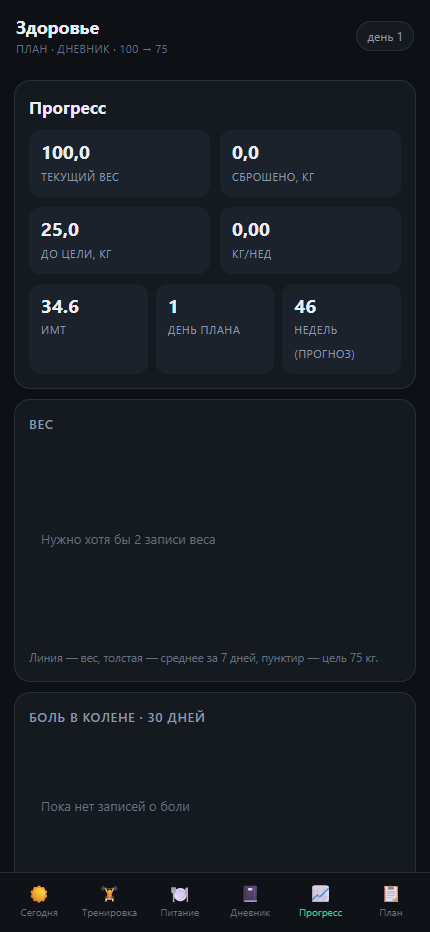 Здоровье
ПЛАН · ДНЕВНИК · 100 → 75
день 1
Прогресс
100,0
ТЕКУЩИЙ ВЕС
0,0
СБРОШЕНО, КГ
25,0
ДО ЦЕЛИ, КГ
0,00
КГ/НЕД
34.6
ИМТ
1
ДЕНЬ ПЛАНА
46
НЕДЕЛЬ
(ПРОГНОЗ)
ВЕС
Нужно хотя бы 2 записи веса
Линия — вес, толстая — среднее за 7 дней, пунктир — цель 75 кг.
БОЛЬ В КОЛЕНЕ · 30 ДНЕЙ
Пока нет записей о боли
Сегодня
Тренировка
Питание
Дневник
Прогресс
План